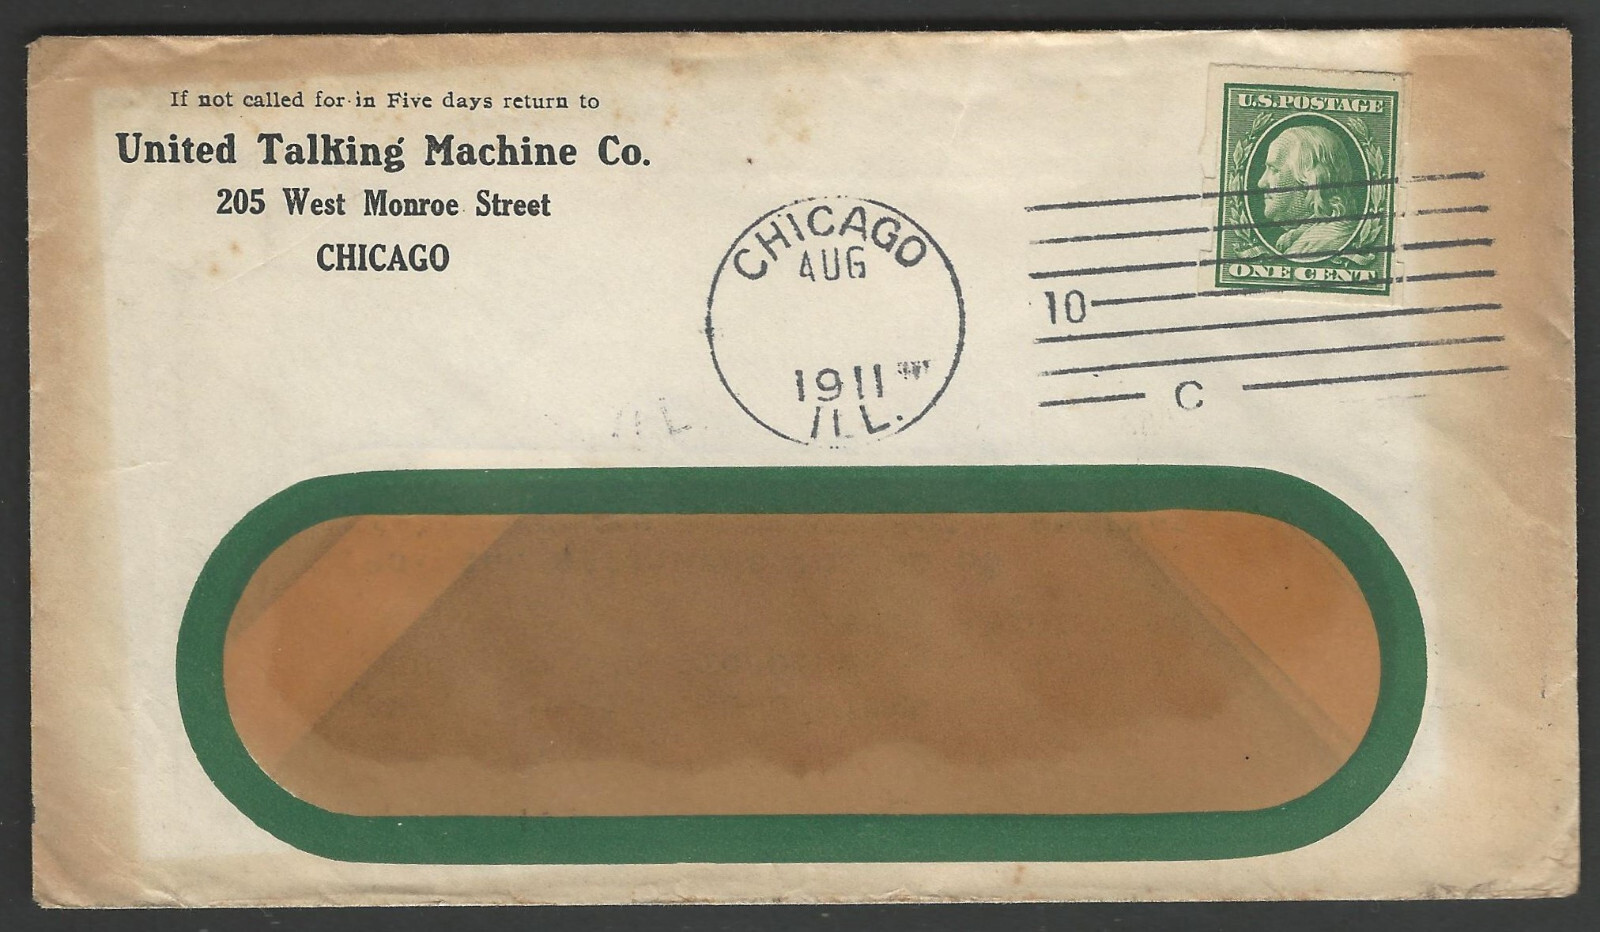 If not called for in Five days return to
United Talking Machine Co.
205 West Monroe Street
CHICAGO
U.S. POSTAGE
ONE CENT
CHICAGO
AUG
1911
ILL.
10
C
ILL.